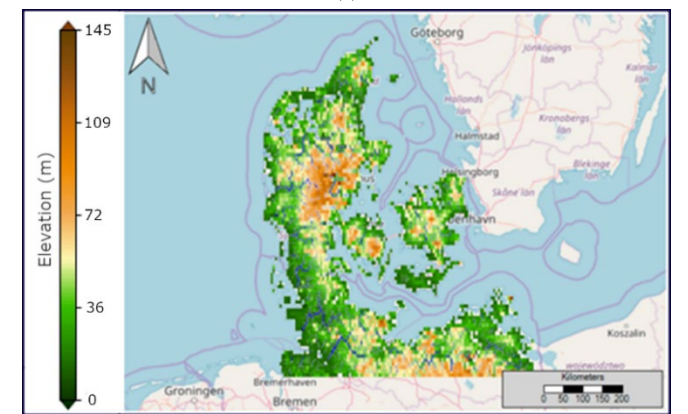 Göteborg
145
Jönköpings
län
Kalmar
län
N
Hallands
län
109
Kronobergs
län
Halmstad
Blekinge
län
Helsingborg
Skåne län
Elevation (m)
72
36
Koszalin
województwo
Kilometers
0 50 100 150 200
0
Groningen
Bremerhaven
Bremen